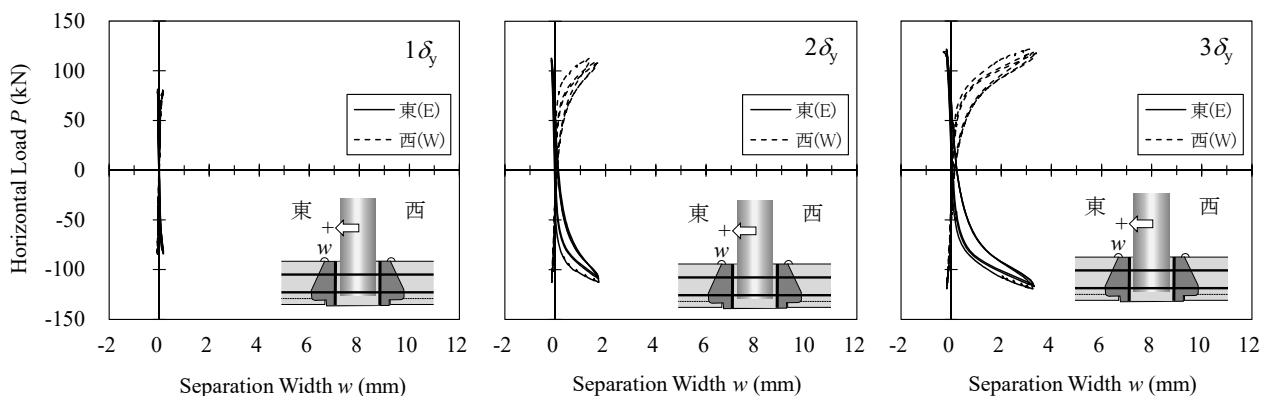 Horizontal Load P (kN)
150
100
50
0
-50
-100
-150
1δy
東(E)
西(W)
東
西
+
w
-2 0 2 4 6 8 10 12
Separation Width w (mm)
2δy
東(E)
西(W)
東
西
+
w
-2 0 2 4 6 8 10 12
Separation Width w (mm)
3δy
東(E)
西(W)
東
西
+
w
-2 0 2 4 6 8 10 12
Separation Width w (mm)